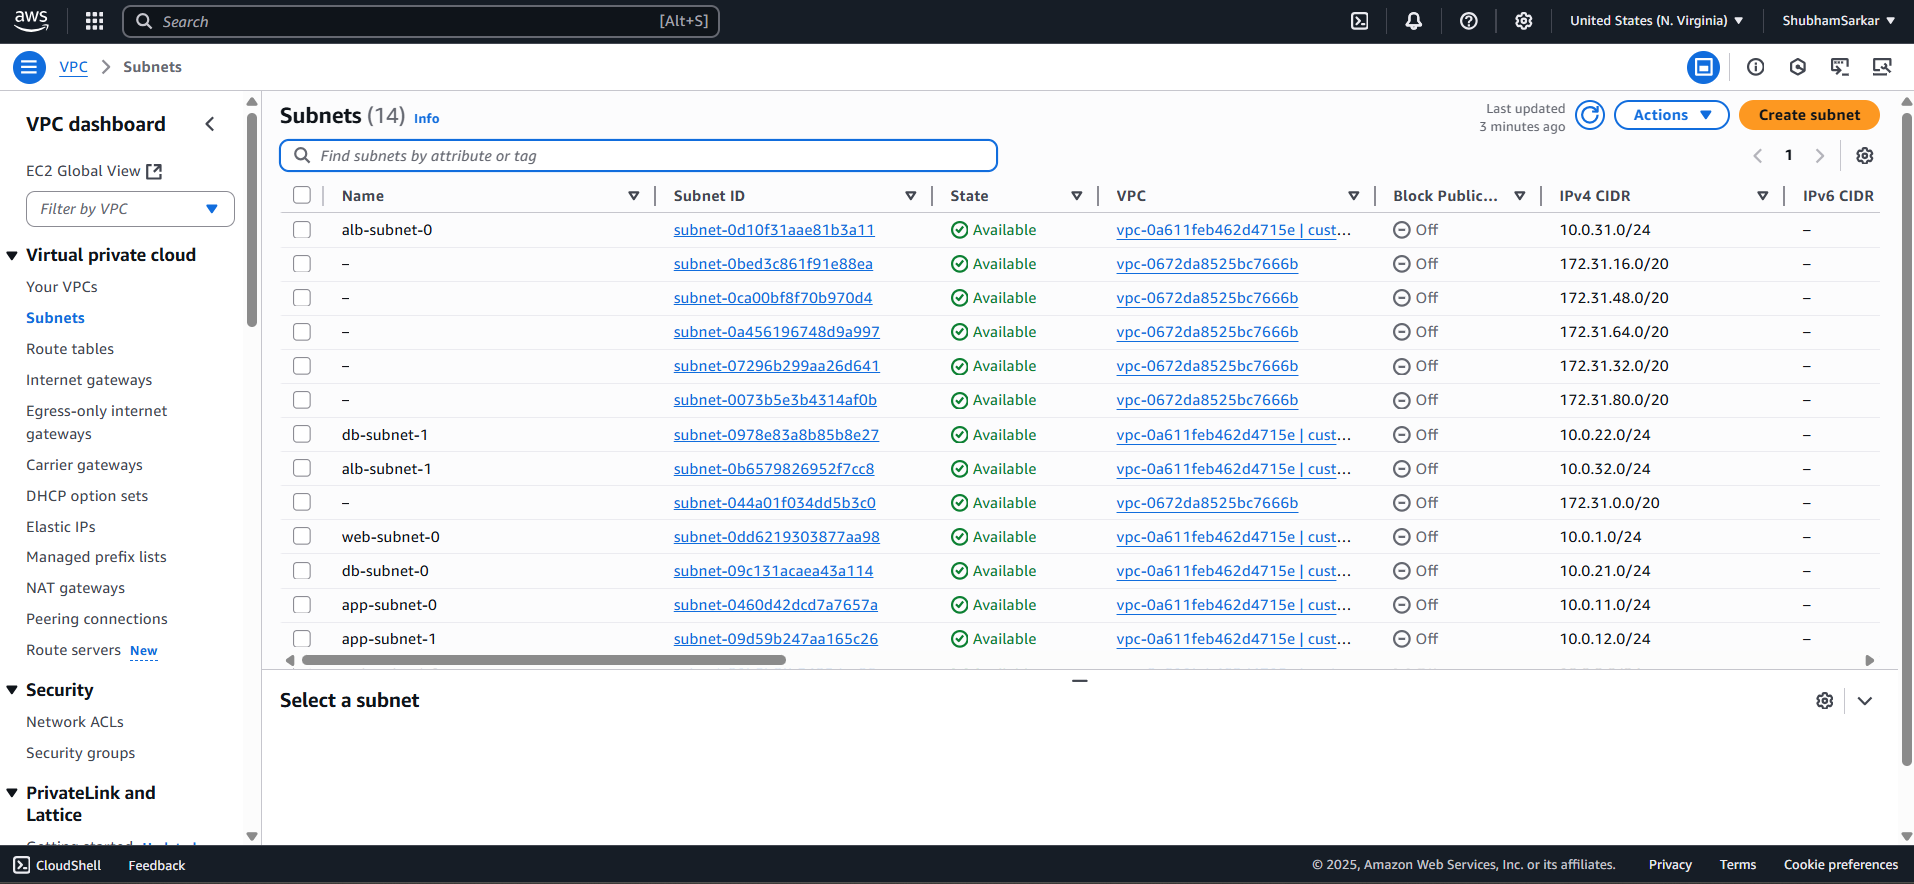 aws
Search [Alt+S]
United States (N. Virginia)
ShubhamSarkar
VPC
Subnets
VPC dashboard
EC2 Global View
Filter by VPC
Virtual private cloud
Your VPCs
Subnets
Route tables
Internet gateways
Egress-only internet
gateways
Carrier gateways
DHCP option sets
Elastic IPs
Managed prefix lists
NAT gateways
Peering connections
Route servers New
Security
Network ACLs
Security groups
PrivateLink and
Lattice
Subnets (14) Info
Last updated
3 minutes ago
Actions
Create subnet
Find subnets by attribute or tag
1
Name Subnet ID State VPC Block Public... IPv4 CIDR IPv6 CIDR
alb-subnet-0 subnet-0d10f31aae81b3a11 Available vpc-0a611feb462d4715e | cust... Off 10.0.31.0/24 –
– subnet-0bed3c861f91e88ea Available vpc-0672da8525bc7666b Off 172.31.16.0/20 –
– subnet-0ca00bf8f70b970d4 Available vpc-0672da8525bc7666b Off 172.31.48.0/20 –
– subnet-0a456196748d9a997 Available vpc-0672da8525bc7666b Off 172.31.64.0/20 –
– subnet-07296b299aa26d641 Available vpc-0672da8525bc7666b Off 172.31.32.0/20 –
– subnet-0073b5e3b4314af0b Available vpc-0672da8525bc7666b Off 172.31.80.0/20 –
db-subnet-1 subnet-0978e83a8b85b8e27 Available vpc-0a611feb462d4715e | cust... Off 10.0.22.0/24 –
alb-subnet-1 subnet-0b6579826952f7cc8 Available vpc-0a611feb462d4715e | cust... Off 10.0.32.0/24 –
– subnet-044a01f034dd5b3c0 Available vpc-0672da8525bc7666b Off 172.31.0.0/20 –
web-subnet-0 subnet-0dd6219303877aa98 Available vpc-0a611feb462d4715e | cust... Off 10.0.1.0/24 –
db-subnet-0 subnet-09c131acaea43a114 Available vpc-0a611feb462d4715e | cust... Off 10.0.21.0/24 –
app-subnet-0 subnet-0460d42dcd7a7657a Available vpc-0a611feb462d4715e | cust... Off 10.0.11.0/24 –
app-subnet-1 subnet-09d59b247aa165c26 Available vpc-0a611feb462d4715e | cust... Off 10.0.12.0/24 –
Select a subnet
CloudShell Feedback
© 2025, Amazon Web Services, Inc. or its affiliates. Privacy Terms Cookie preferences